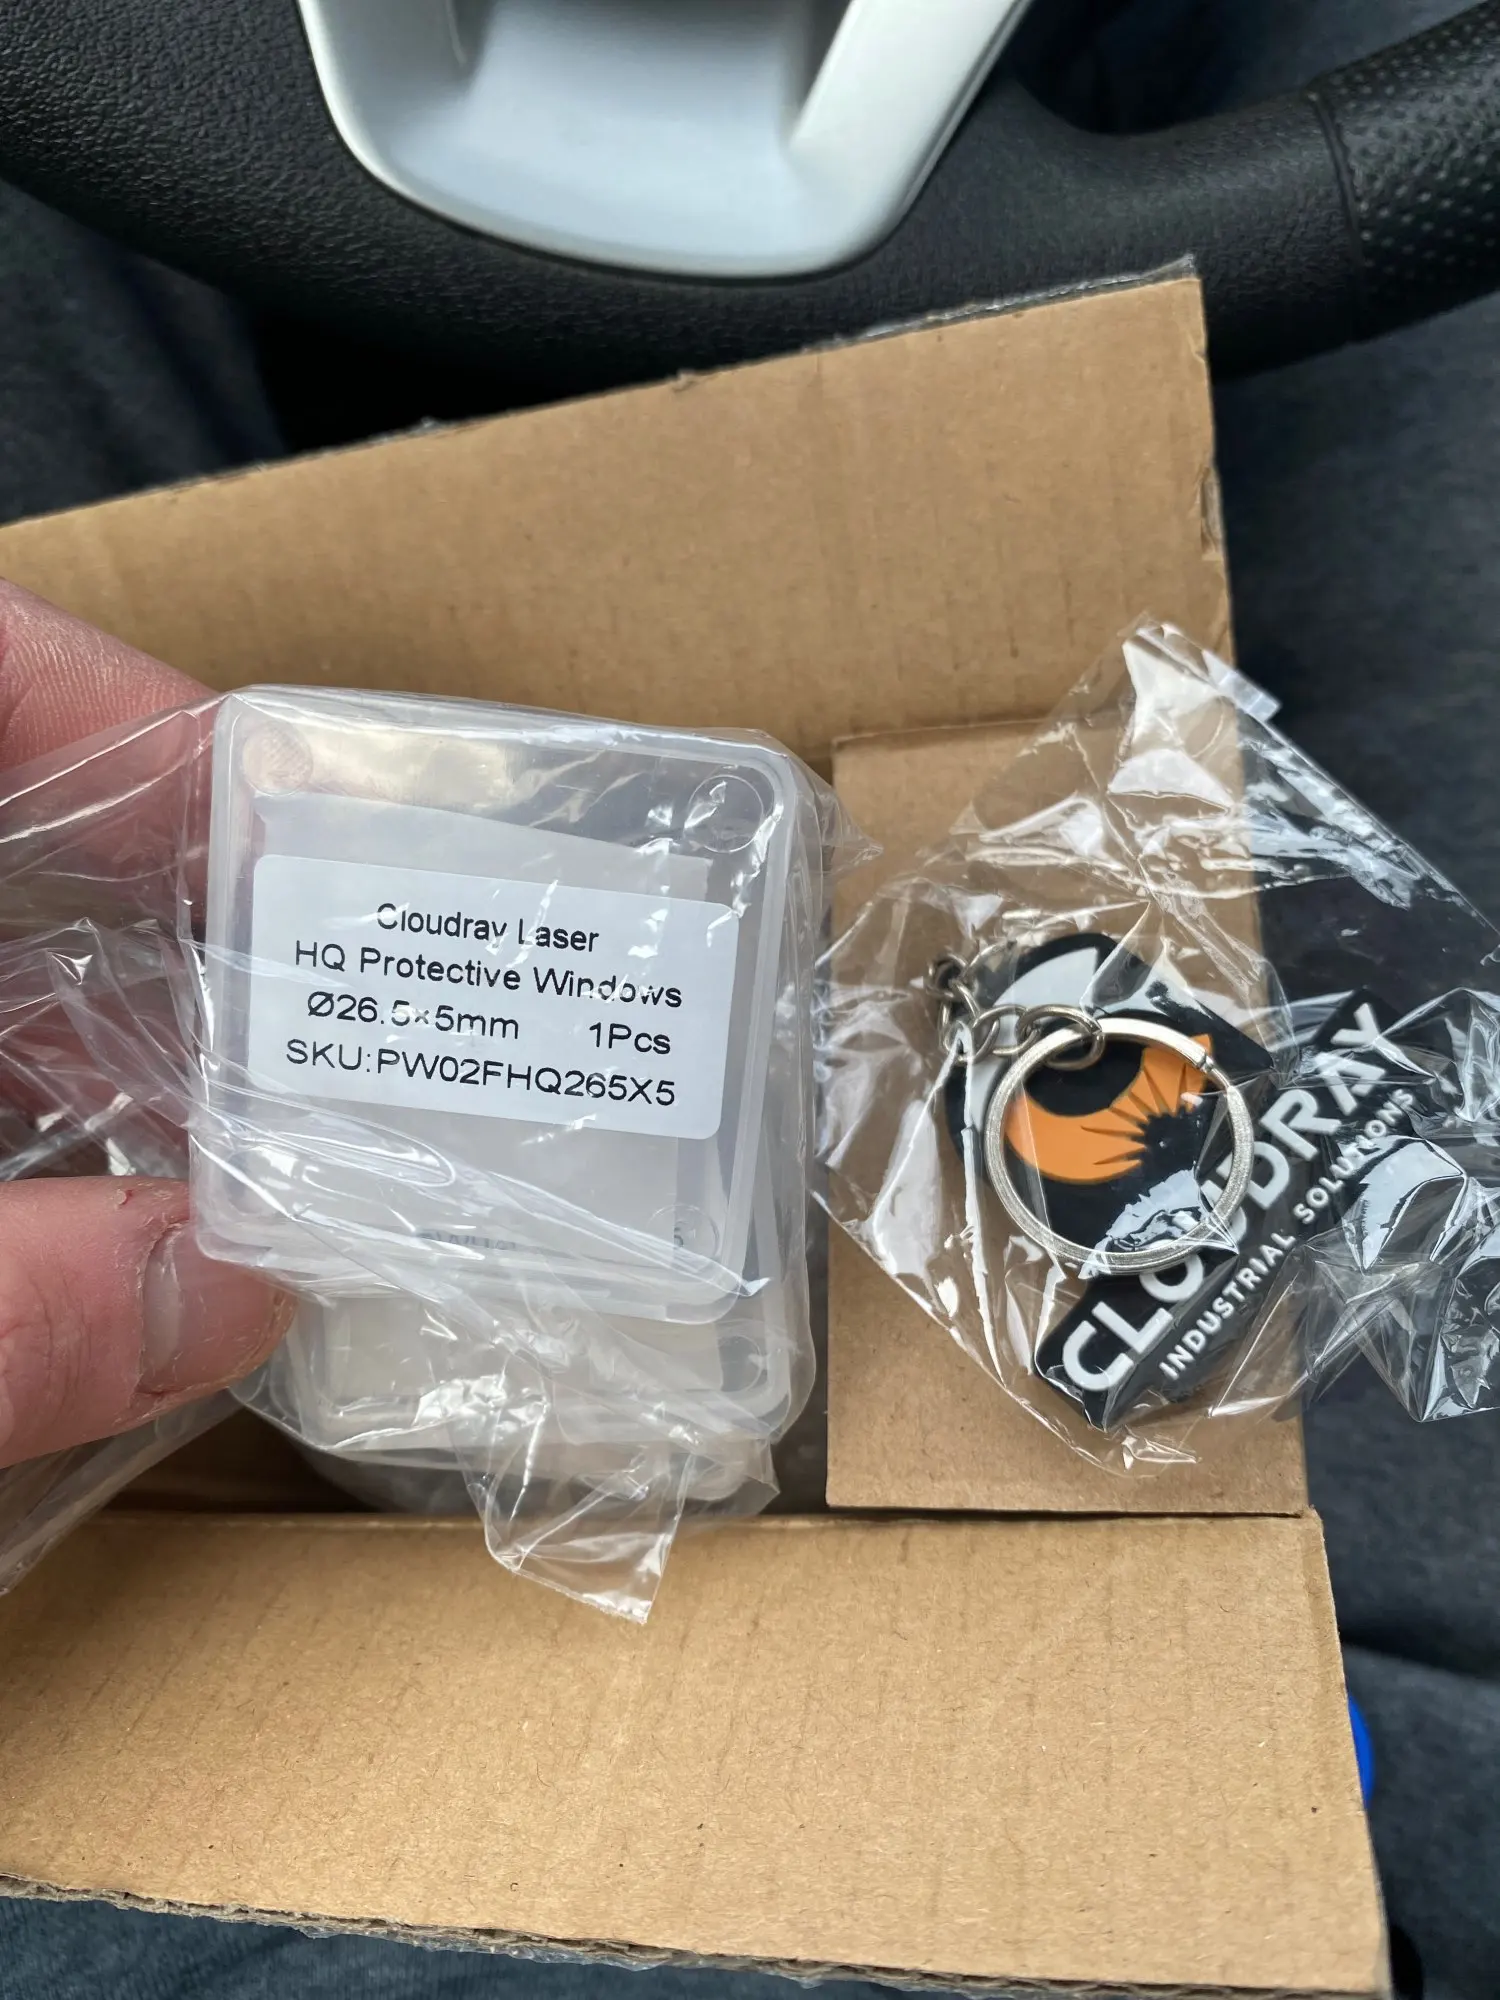 Cloudray Laser
HQ Protective Windows
Ø26.5×5mm 1Pcs
SKU:PW02FHQ265X5
CLOUDRAY
INDUSTRIAL SOLUTIONS